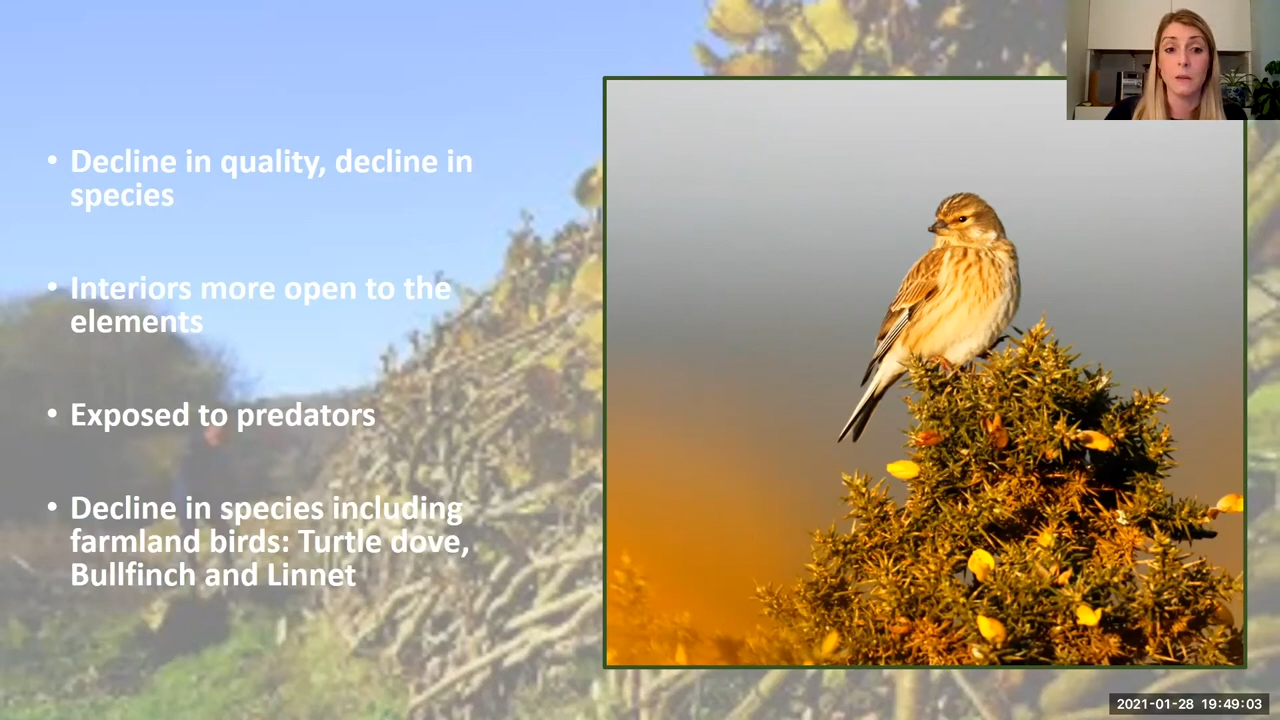 • Decline in quality, decline in
species
• Interiors more open to the
elements
• Exposed to predators
• Decline in species including
farmland birds: Turtle dove,
Bullfinch and Linnet
2021-01-28 19:49:03